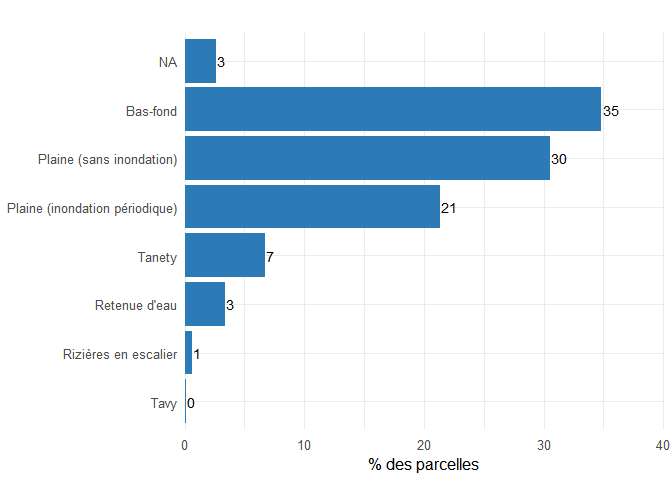 NA 3
Bas-fond 35
Plaine (sans inondation) 30
Plaine (inondation périodique) 21
Tanety 7
Retenue d'eau 3
Rizières en escalier 1
Tavy 0
0 10 20 30 40
% des parcelles